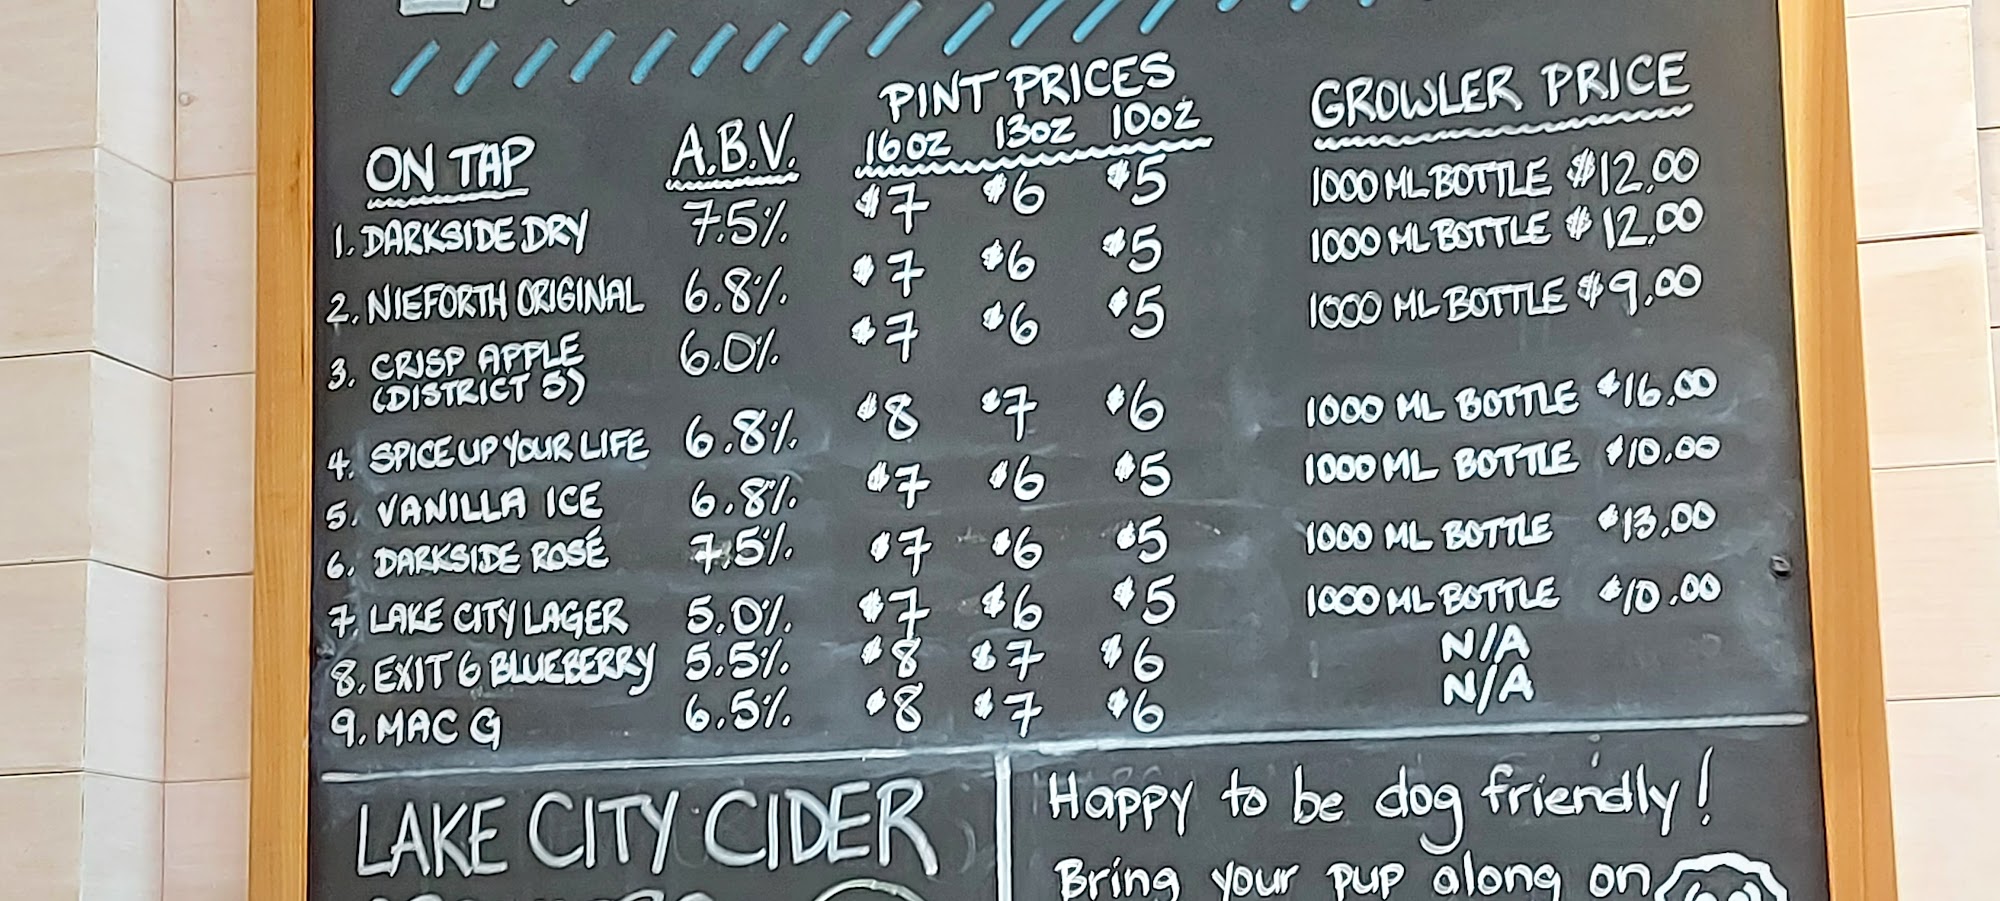 PINT PRICES GROWLER PRICE
ON TAP A.B.V. 16oz 13oz 10oz
1. DARKSIDE DRY 7.5% $7 $6 $5 1000 ML BOTTLE $12.00
2. NIEFORTH ORIGINAL 6.8% $7 $6 $5 1000 ML BOTTLE $12.00
3. CRISP APPLE 6.0% $7 $6 $5 1000 ML BOTTLE $9.00
(DISTRICT 5)
4. SPICE UP YOUR LIFE 6.8% $8 $7 $6 1000 ML BOTTLE $16.00
5. VANILLA ICE 6.8% $7 $6 $5 1000 ML BOTTLE $10.00
6. DARKSIDE ROSÉ 7.5% $7 $6 $5 1000 ML BOTTLE $13.00
7. LAKE CITY LAGER 5.0% $7 $6 $5 1000 ML BOTTLE $10.00
8. EXIT 6 BLUEBERRY 5.5% $8 $7 $6 N/A
9. MAC G 6.5% $8 $7 $6 N/A
LAKE CITY CIDER
Happy to be dog friendly!
Bring your pup along on